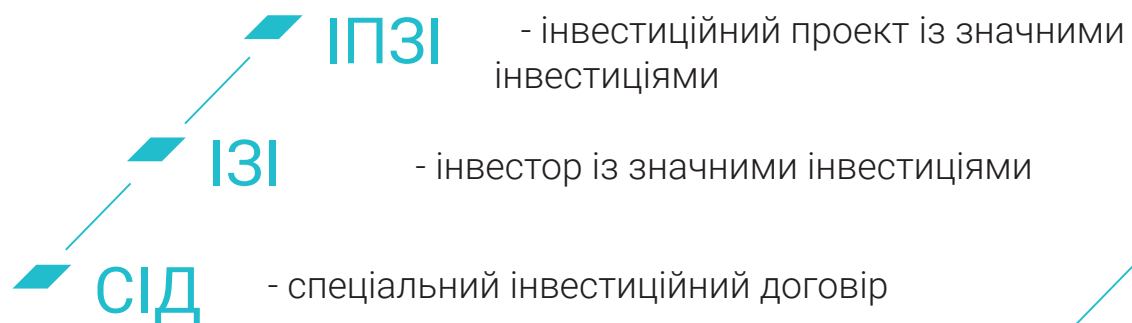 ІПЗІ - інвестиційний проект із значними
інвестиціями
ІЗІ - інвестор із значними інвестиціями
СІД - спеціальний інвестиційний договір